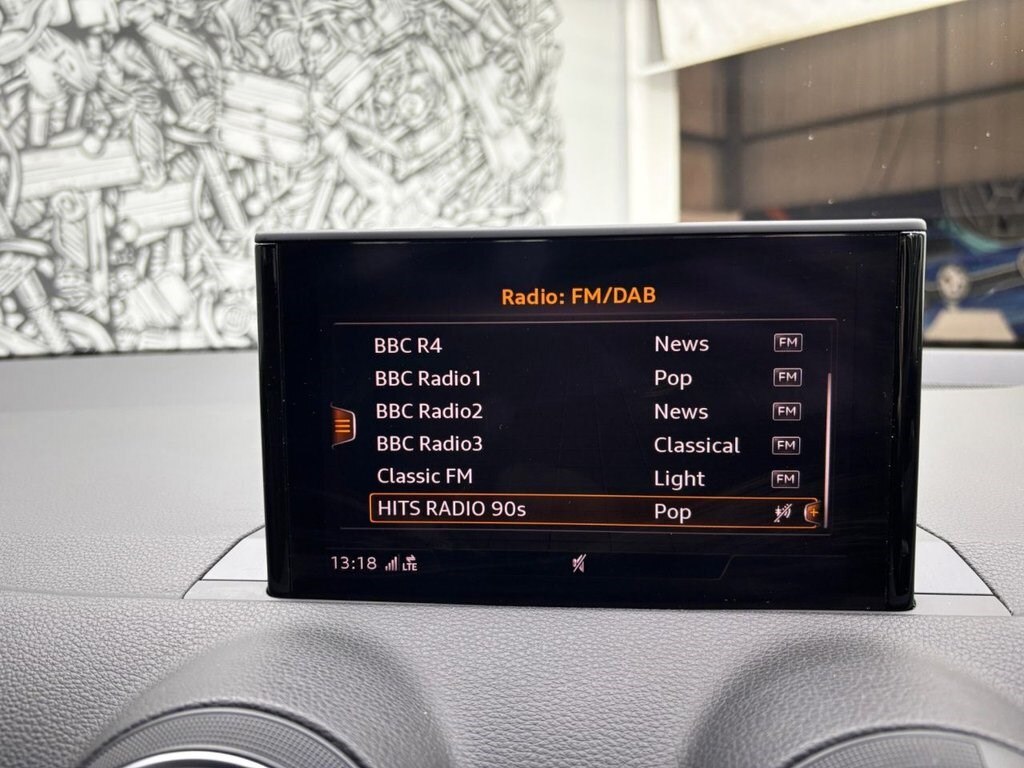 Radio: FM/DAB
BBC R4 News FM
BBC Radio1 Pop FM
BBC Radio2 News FM
BBC Radio3 Classical FM
Classic FM Light FM
HITS RADIO 90s Pop
13:18 LTE